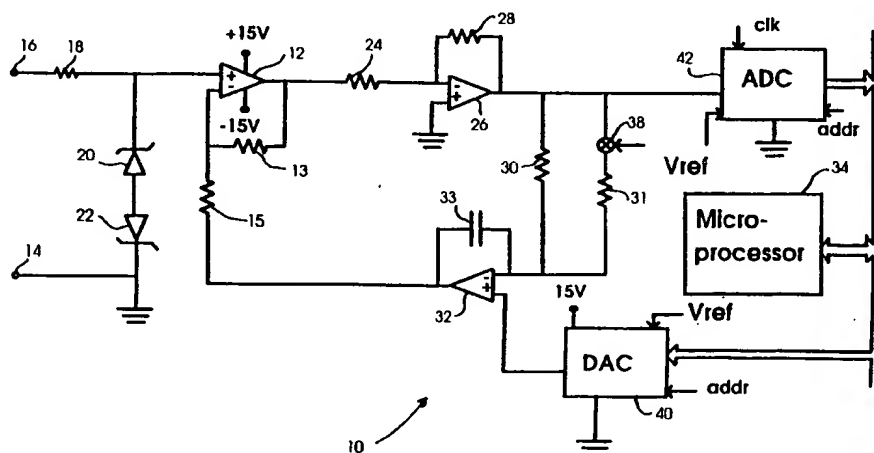 16
18
+15V
12
24
28
clk
42
ADC
26
-15V
38
addr
Vref
20
13
30
31
34
Micro-
processor
22
15
33
14
32
15V
Vref
DAC
addr
40
10